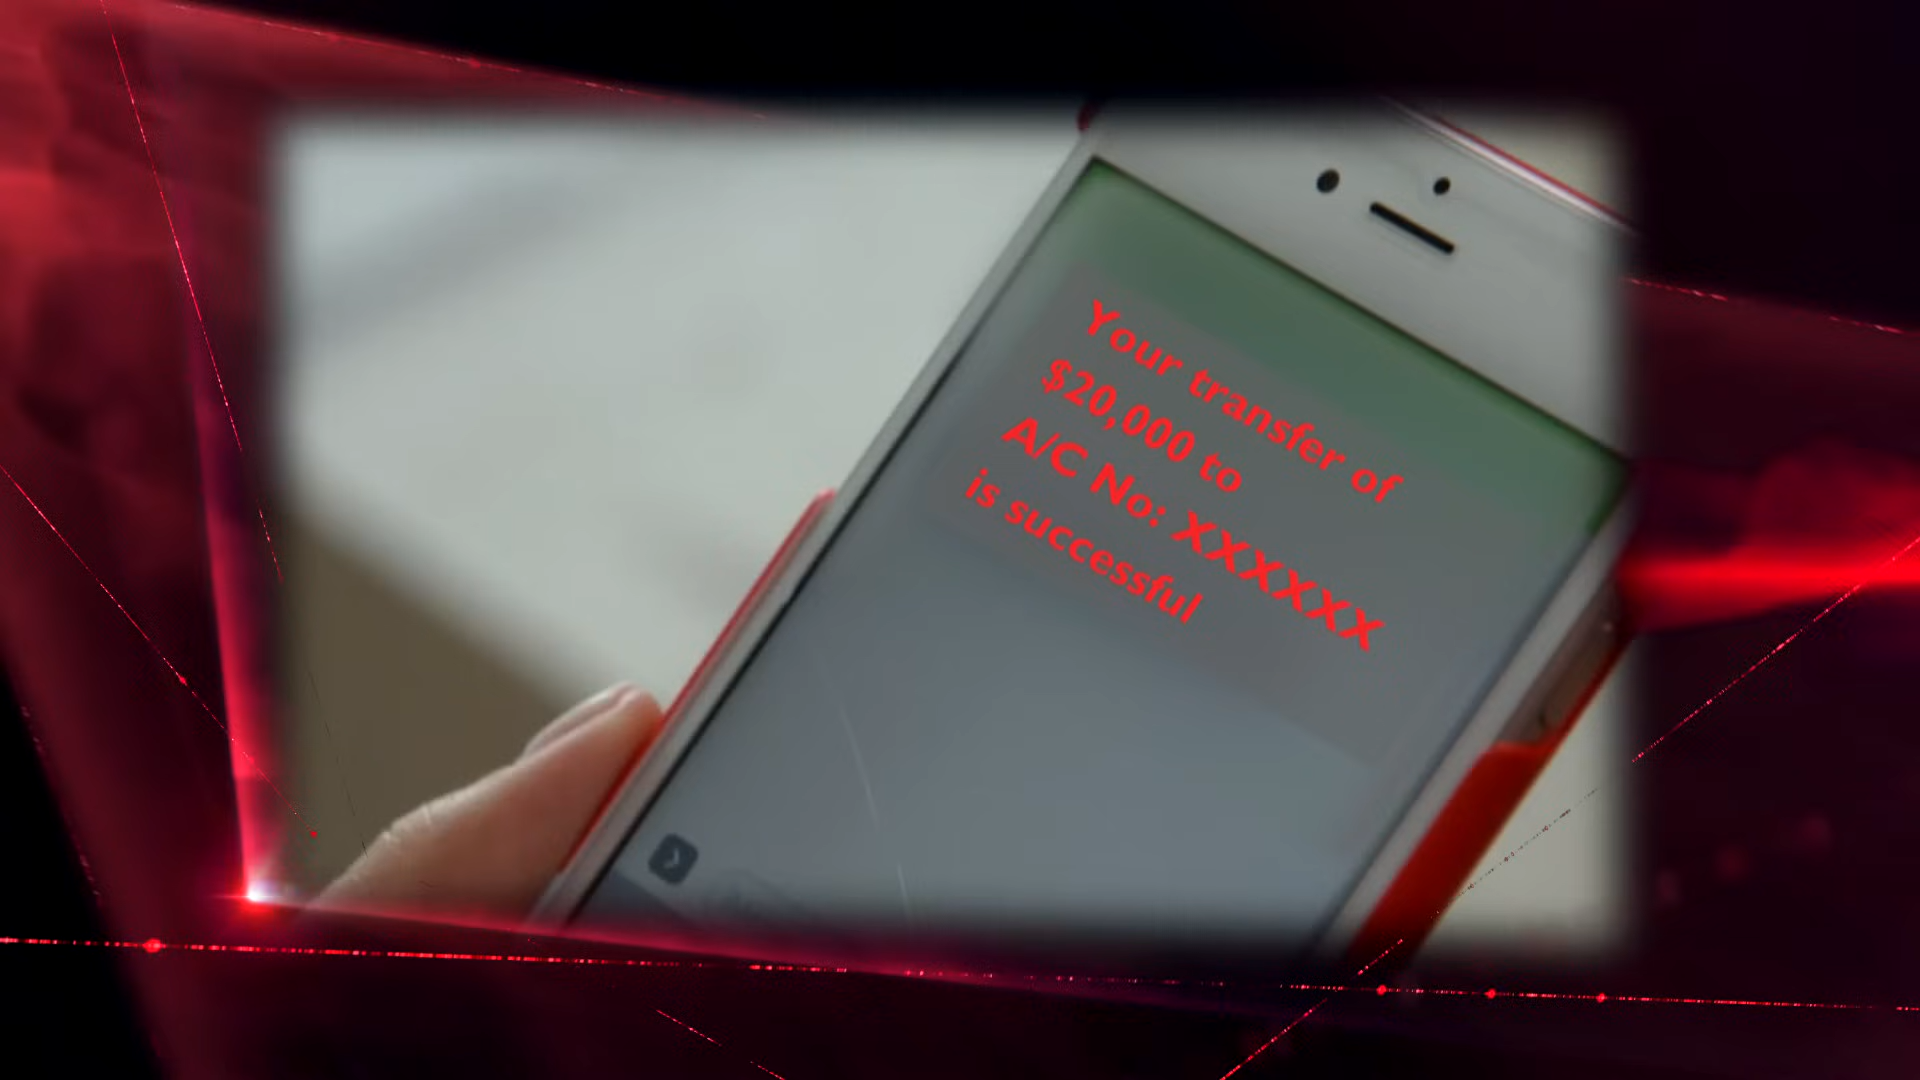 Your transfer of
$20,000 to
A/C No: XXXXXX
is successful